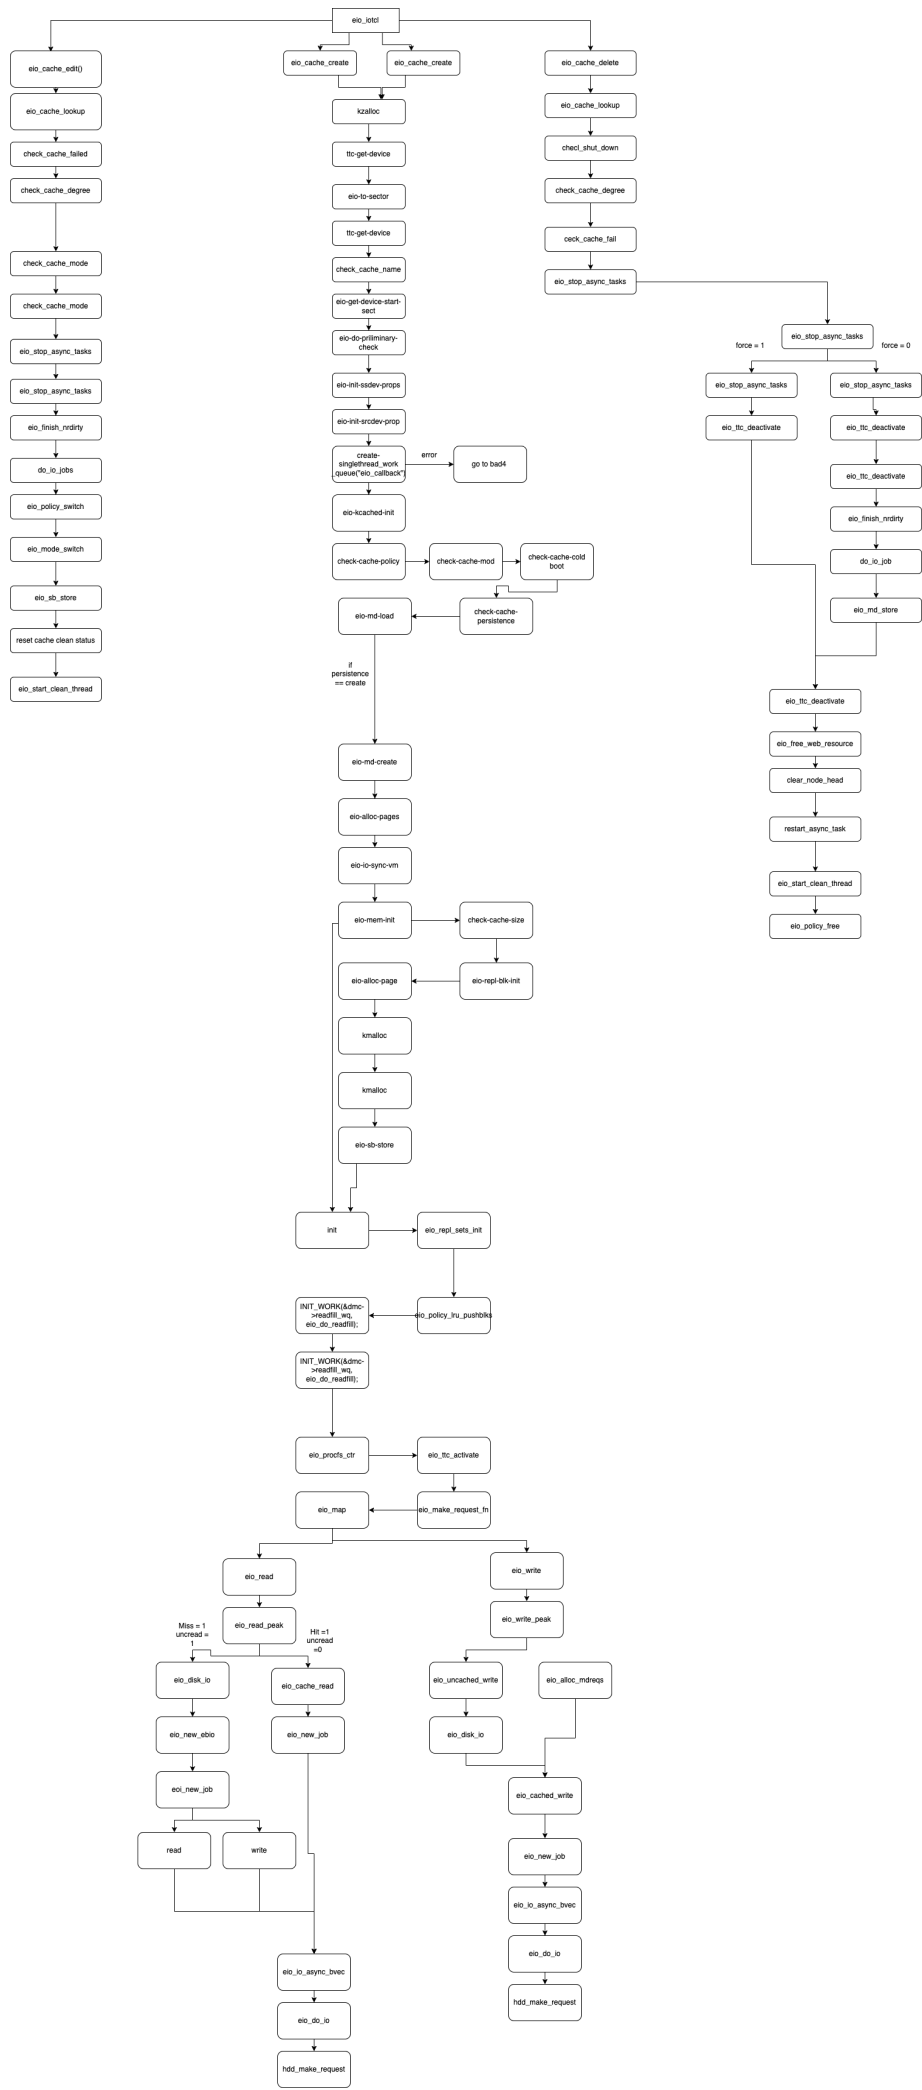 eio_iotcl
eio_cache_edit()
eio_cache_lookup
check_cache_failed
check_cache_degree
check_cache_mode
check_cache_mode
eio_stop_async_tasks
eio_stop_async_tasks
eio_finish_nrdirty
do_io_jobs
eio_policy_switch
eio_mode_switch
eio_sb_store
reset cache clean status
eio_start_clean_thread
eio_cache_create
eio_cache_create
kzalloc
ttc-get-device
eio-to-sector
ttc-get-device
check_cache_name
eio-get-device-start-
sect
eio-do-priliminary-
check
eio-init-ssdev-props
eio-init-srcdev-prop
create-
singlethread_work
_queue("eio_callback")
error
go to bad4
eio-kcached-init
check-cache-policy
check-cache-mod
check-cache-cold
boot
check-cache-
persistence
eio-md-load
if
persistence
== create
eio-md-create
eio-alloc-pages
eio-io-sync-vm
eio-mem-init
check-cache-size
eio-repl-blk-init
eio-alloc-page
kmalloc
kmalloc
eio-sb-store
init
eio_repl_sets_init
eio_policy_lru_pushblks
INIT_WORK(&dmc-
>readfill_wq,
eio_do_readfill);
INIT_WORK(&dmc-
>readfill_wq,
eio_do_readfill);
eio_procfs_ctr
eio_ttc_activate
eio_make_request_fn
eio_map
eio_read
eio_read_peak
Miss = 1
uncread =
1
Hit =1
uncread
=0
eio_disk_io
eio_new_ebio
eoi_new_job
read
write
eio_cache_read
eio_new_job
eio_io_async_bvec
eio_do_io
hdd_make_request
eio_write
eio_write_peak
eio_uncached_write
eio_disk_io
eio_alloc_mdreqs
eio_cached_write
eio_new_job
eio_io_async_bvec
eio_do_io
hdd_make_request
eio_cache_delete
eio_cache_lookup
checl_shut_down
check_cache_degree
ceck_cache_fail
eio_stop_async_tasks
eio_stop_async_tasks
force = 1
force = 0
eio_stop_async_tasks
eio_ttc_deactivate
eio_stop_async_tasks
eio_ttc_deactivate
eio_ttc_deactivate
eio_finish_nrdirty
do_io_job
eio_md_store
eio_ttc_deactivate
eio_free_web_resource
clear_node_head
restart_async_task
eio_start_clean_thread
eio_policy_free